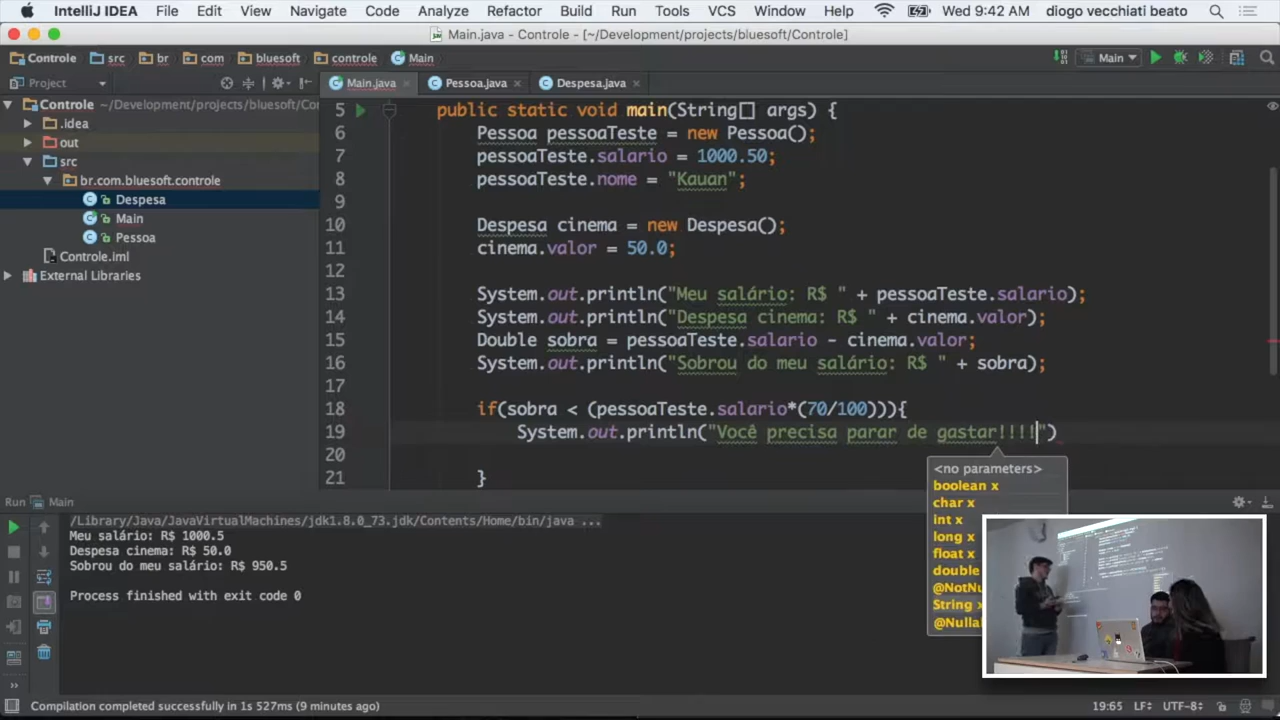 IntelliJ IDEA File Edit View Navigate Code Analyze Refactor Build Run Tools VCS Window Help Wed 9:42 AM diogo vecchiati beato
Main.java - Controle - [~/Development/projects/bluesoft/Controle]
Controle src br com bluesoft controle Main Main
Project Main.java Pessoa.java Despesa.java
Controle ~/Development/projects/bluesoft/Co
.idea
out
src
br.com.bluesoft.controle
Despesa
Main
Pessoa
Controle.iml
External Libraries
5 public static void main(String[] args) {
6 Pessoa pessoaTeste = new Pessoa();
7 pessoaTeste.salario = 1000.50;
8 pessoaTeste.nome = "Kauan";
9
10 Despesa cinema = new Despesa();
11 cinema.valor = 50.0;
12
13 System.out.println("Meu salário: R$ " + pessoaTeste.salario);
14 System.out.println("Despesa cinema: R$ " + cinema.valor);
15 Double sobra = pessoaTeste.salario - cinema.valor;
16 System.out.println("Sobrou do meu salário: R$ " + sobra);
17
18 if(sobra < (pessoaTeste.salario*(70/100))){
19 System.out.println("Você precisa parar de gastar!!!!")
20
21 }
<no parameters>
boolean x
char x
int x
long x
float x
double
@NotNu
String x
@Nullal
Run Main
/Library/Java/JavaVirtualMachines/jdk1.8.0_73.jdk/Contents/Home/bin/java ...
Meu salário: R$ 1000.5
Despesa cinema: R$ 50.0
Sobrou do meu salário: R$ 950.5
Process finished with exit code 0
Compilation completed successfully in 1s 527ms (9 minutes ago) 19:65 LF÷ UTF-8÷